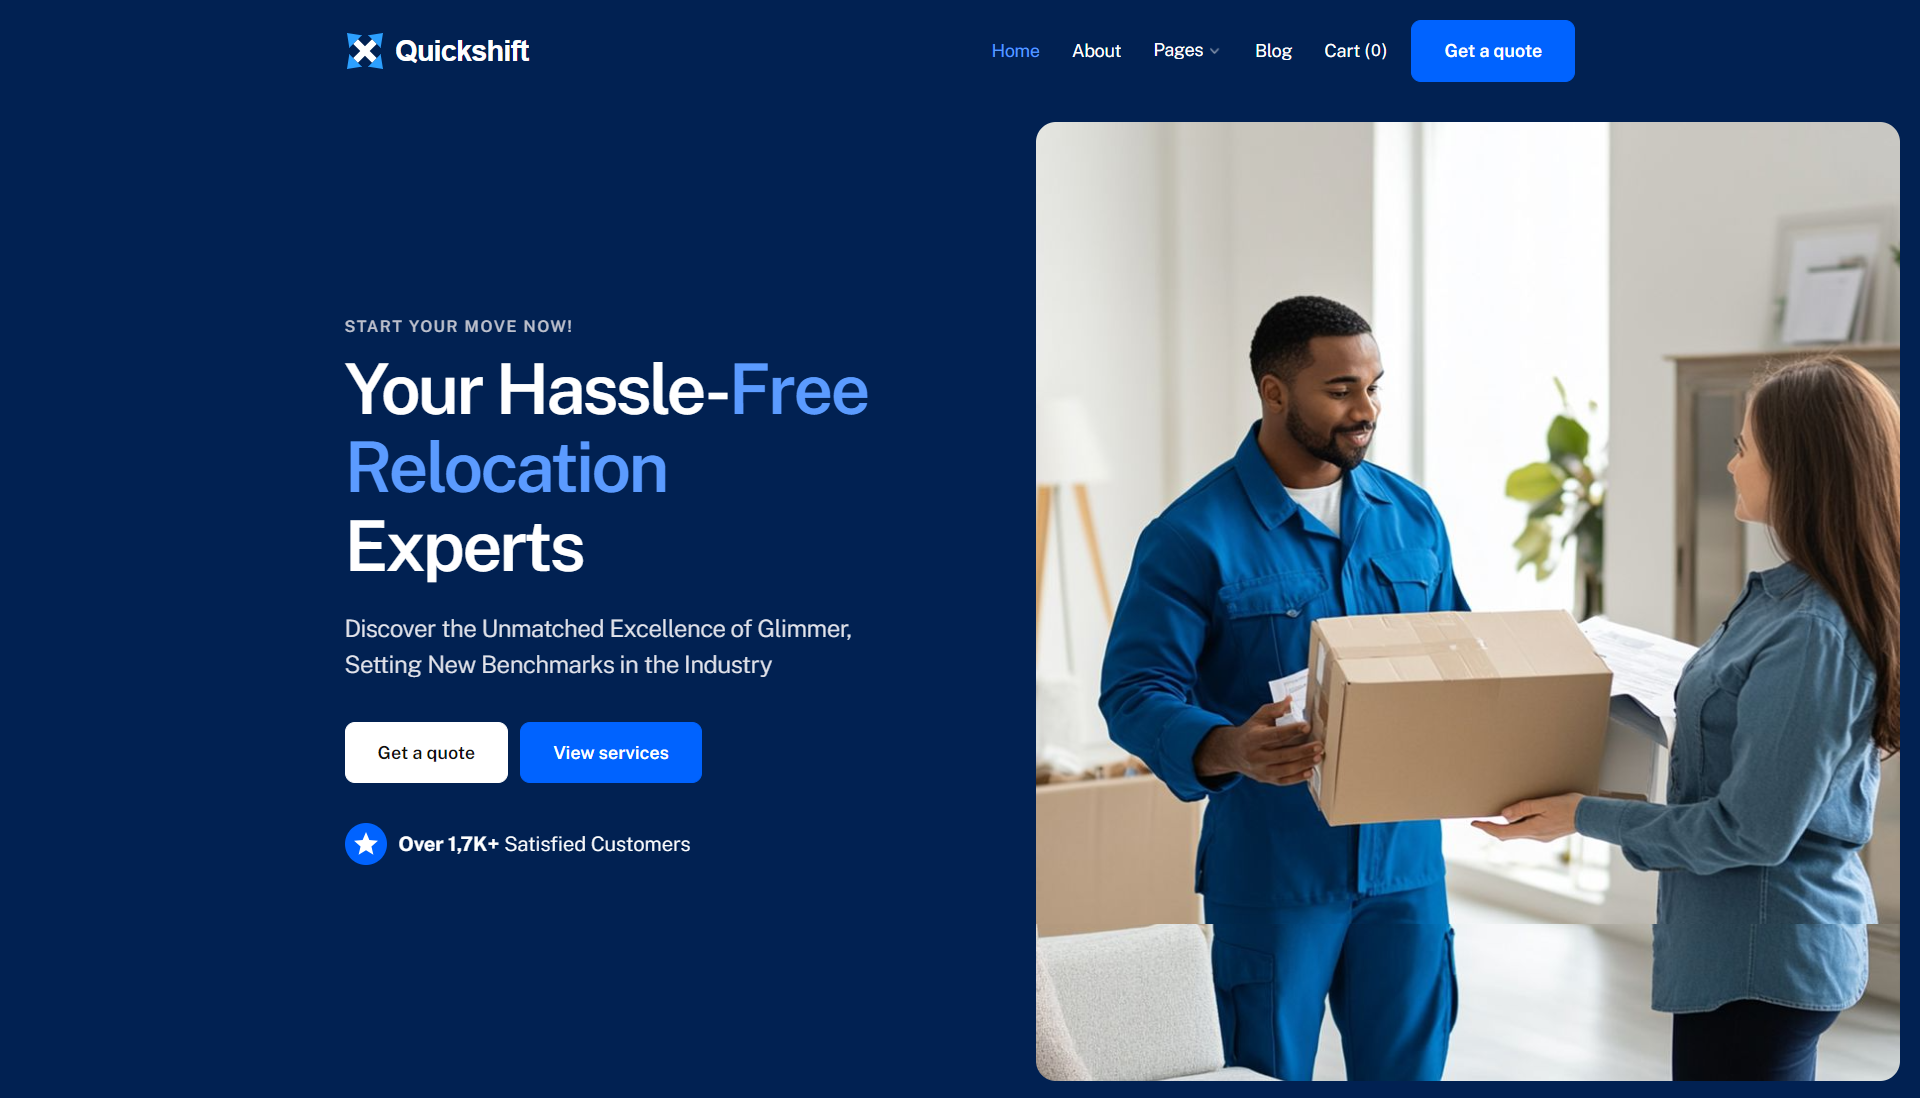 Quickshift
Home
About
Pages
Blog
Cart (0)
Get a quote
START YOUR MOVE NOW!
Your Hassle-Free
Relocation
Experts
Discover the Unmatched Excellence of Glimmer,
Setting New Benchmarks in the Industry
Get a quote
View services
Over 1,7K+ Satisfied Customers